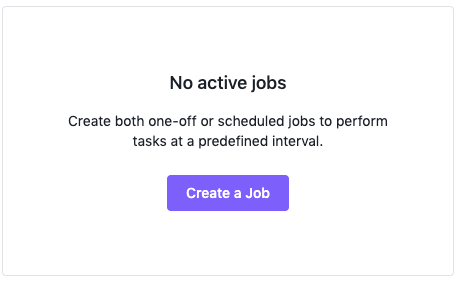 No active jobs
Create both one-off or scheduled jobs to perform
tasks at a predefined interval.
Create a Job